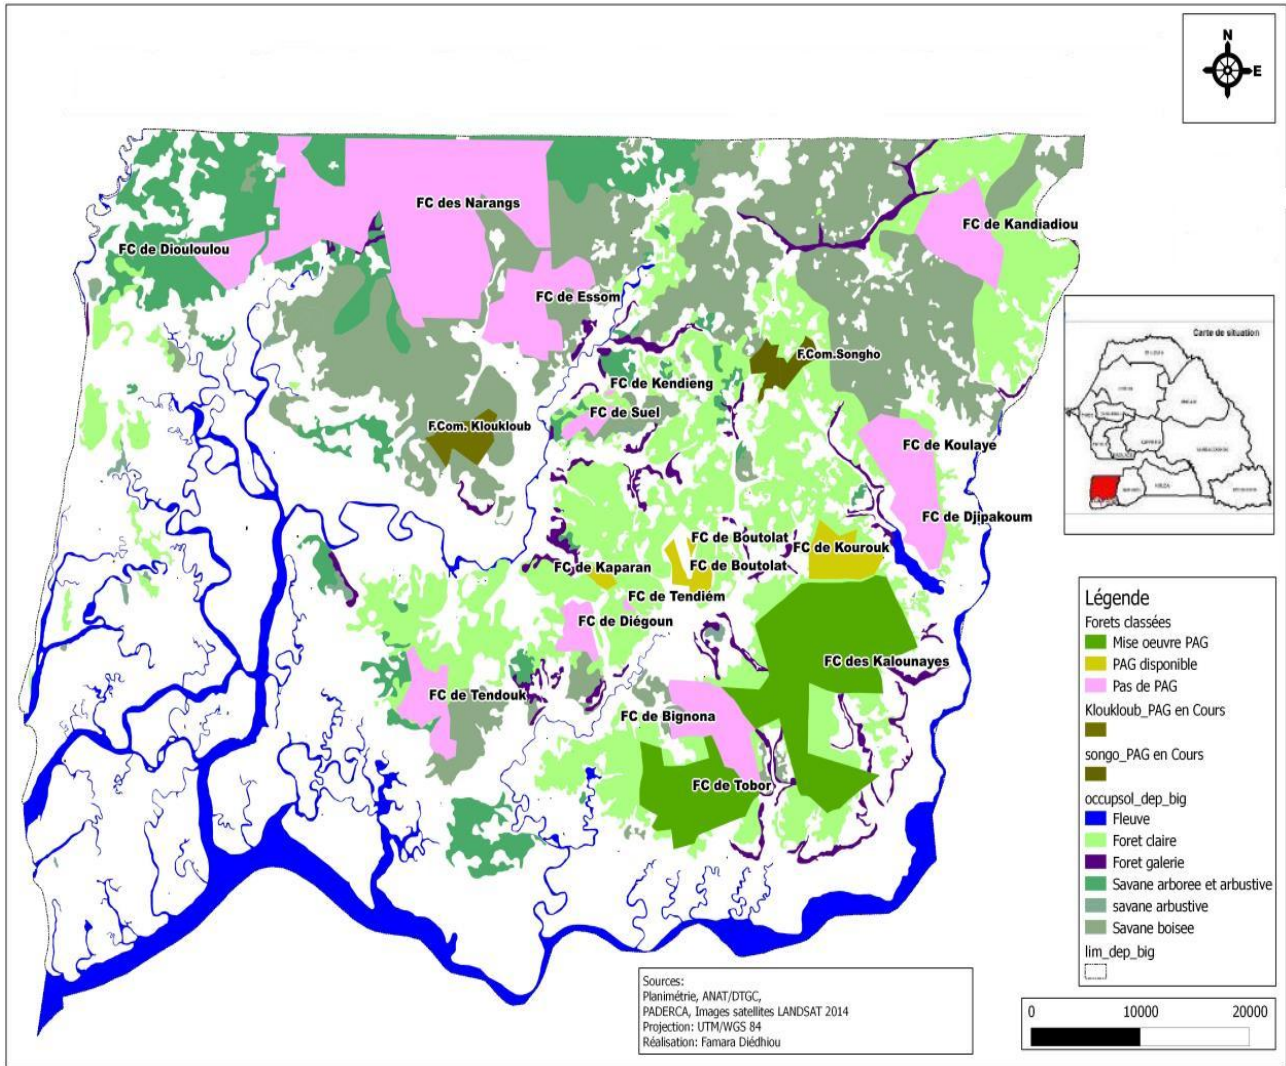 N
E
FC des Narangs
FC de Kandiadiou
FC de Diouloulou
FC de Essom
Carte de situation
F.Com.Songho
FC de Kendieng
FC de Suel
F.Com. Kloukloub
FC de Koulaye
FC de Djipakoum
FC de Boutolat
FC de Kourouk
FC de Kaparan
FC de Boutolat
FC de Tendiém
FC de Diégoun
FC des Kalounayes
FC de Tendouk
FC de Bignona
FC de Tobor
Légende
Forets classées
Mise oeuvre PAG
PAG disponible
Pas de PAG
Kloukloub_PAG en Cours
songo_PAG en Cours
occupsol_dep_big
Fleuve
Foret claire
Foret galerie
Savane arboree et arbustive
savane arbustive
Savane boisee
lim_dep_big
Sources:
Planimétrie, ANAT/DTGC,
PADERCA, Images satellites LANDSAT 2014
Projection: UTM/WGS 84
Réalisation: Famara Diédhiou
0 10000 20000